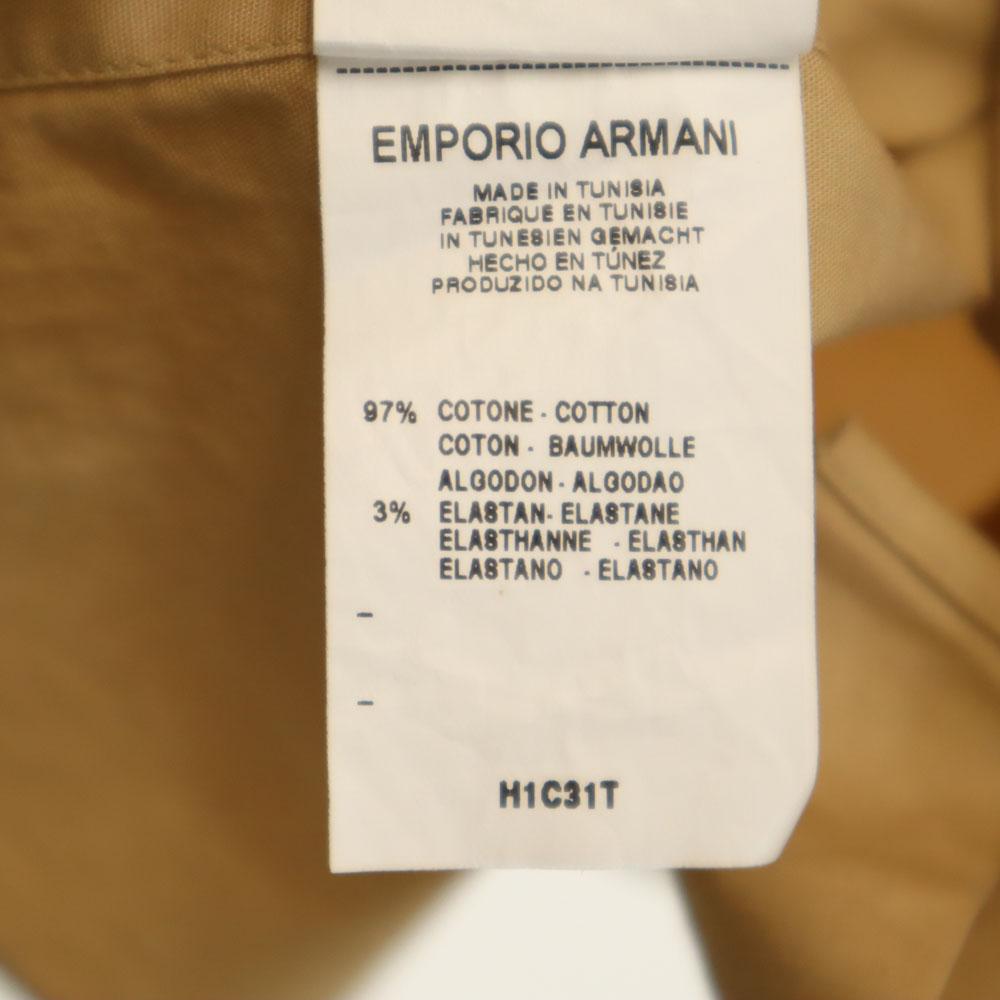 EMPORIO ARMANI
MADE IN TUNISIA
FABRIQUE EN TUNISIE
IN TUNESIEN GEMACHT
HECHO EN TÚNEZ
PRODUZIDO NA TUNISIA
97% COTONE - COTTON
COTON - BAUMWOLLE
ALGODON - ALGODAO
3% ELASTAN- ELASTANE
ELASTHANNE - ELASTHAN
ELASTANO - ELASTANO
-
-
H1C31T